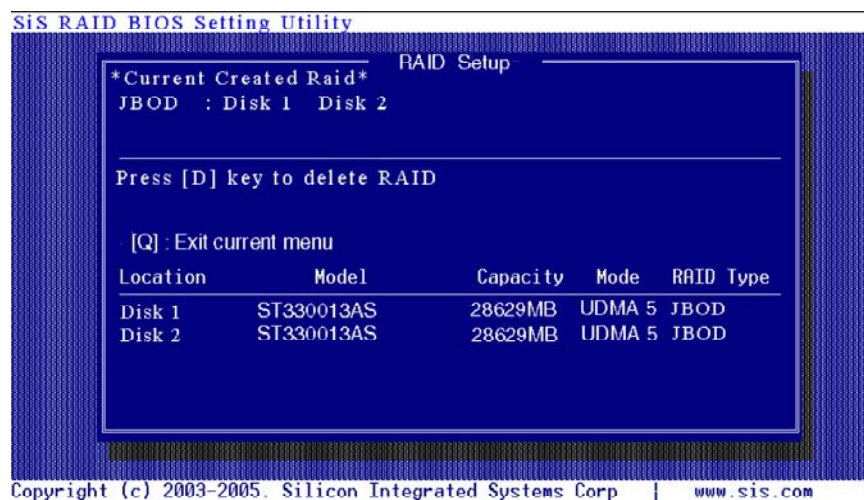 SiS RAID BIOS Setting Utility
RAID Setup
*Current Created Raid*
JBOD : Disk 1 Disk 2
Press [D] key to delete RAID
[Q] : Exit current menu
Location Model Capacity Mode RAID Type
Disk 1 ST330013AS 28629MB UDMA 5 JBOD
Disk 2 ST330013AS 28629MB UDMA 5 JBOD
Copyright (c) 2003-2005. Silicon Integrated Systems Corp | www.sis.com